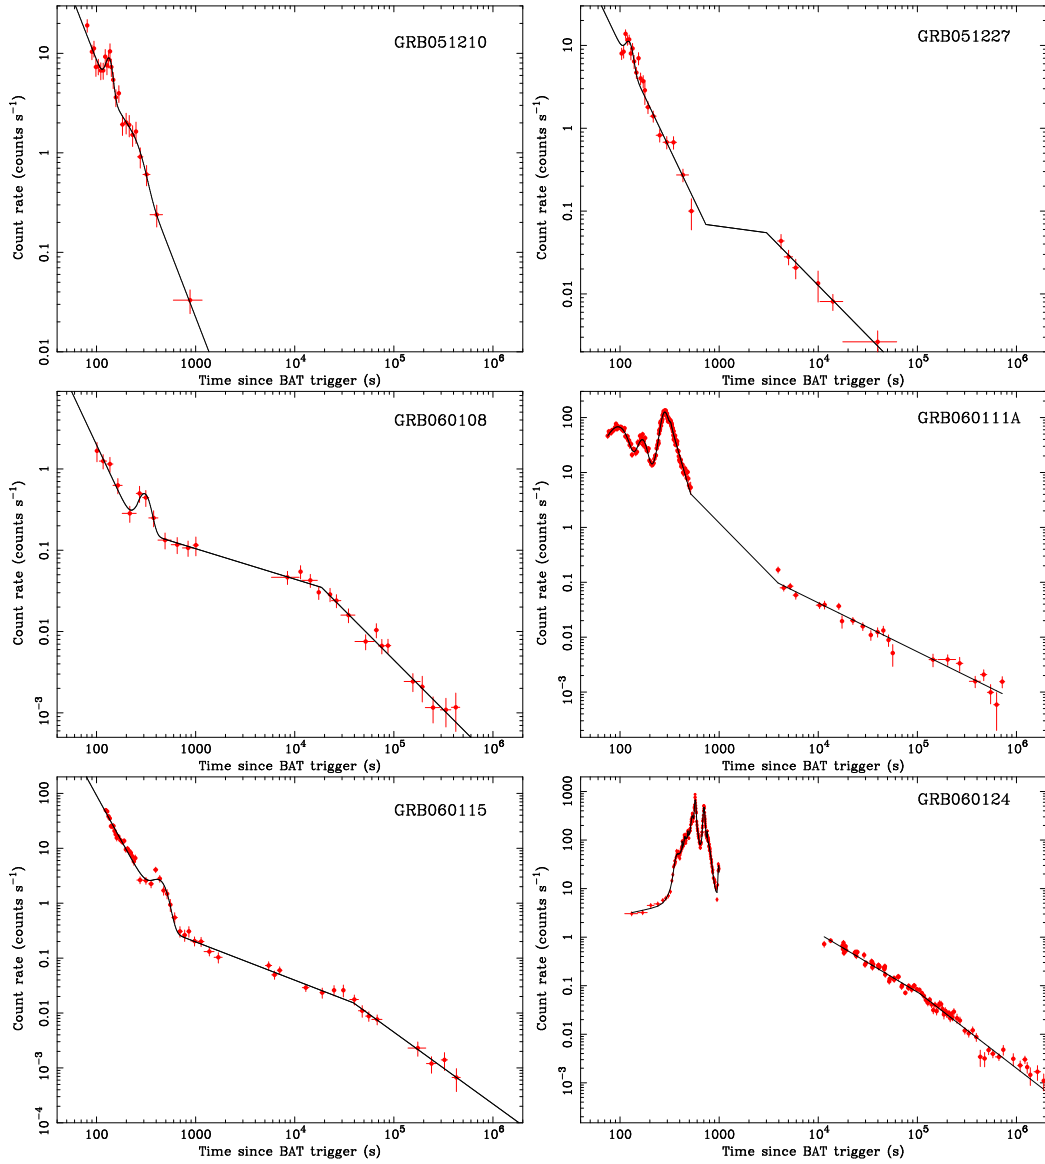 GRB051210
Count rate (counts s⁻¹)
10
1
0.1
0.01
100 1000 10⁴ 10⁵ 10⁶
Time since BAT trigger (s)
GRB051227
Count rate (counts s⁻¹)
10
1
0.1
0.01
100 1000 10⁴ 10⁵ 10⁶
Time since BAT trigger (s)
GRB060108
Count rate (counts s⁻¹)
1
0.1
0.01
10⁻³
100 1000 10⁴ 10⁵ 10⁶
Time since BAT trigger (s)
GRB060111A
Count rate (counts s⁻¹)
100
10
1
0.1
0.01
10⁻³
100 1000 10⁴ 10⁵ 10⁶
Time since BAT trigger (s)
GRB060115
Count rate (counts s⁻¹)
100
10
1
0.1
0.01
10⁻³
10⁻⁴
100 1000 10⁴ 10⁵ 10⁶
Time since BAT trigger (s)
GRB060124
Count rate (counts s⁻¹)
1000
100
10
1
0.1
0.01
10⁻³
100 1000 10⁴ 10⁵ 10⁶
Time since BAT trigger (s)